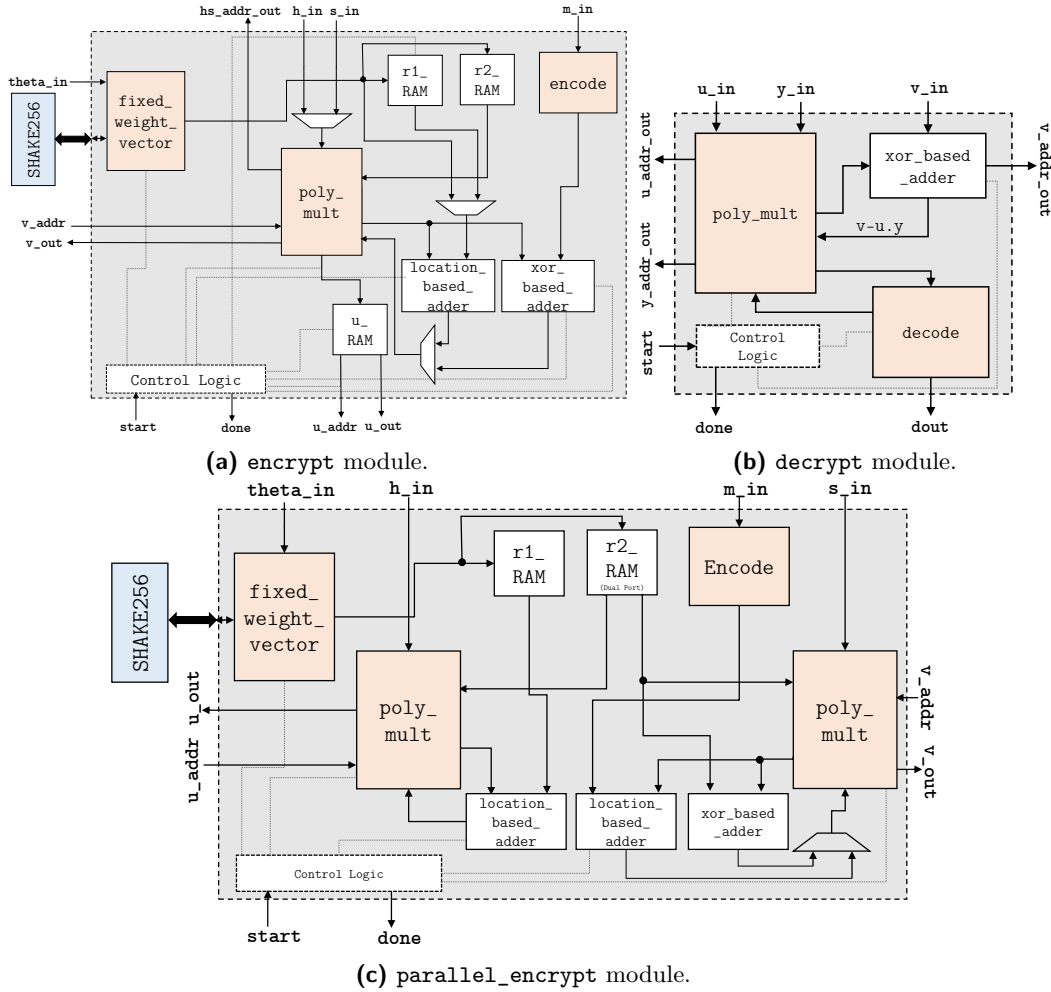 hs_addr_out h_in s_in m_in
theta_in
SHAKE256
fixed_
weight_
vector
r1_
RAM
r2_
RAM
encode
poly_
mult
v_addr
v_out
location_
based_
adder
xor_
based_
adder
u_
RAM
Control Logic
start done u_addr u_out
(a) encrypt module.
u_in y_in v_in
u_addr_out
y_addr_out
v_addr_out
poly_mult
xor_based
_adder
v-u.y
decode
Control
Logic
start
done dout
(b) decrypt module.
theta_in h_in m_in s_in
SHAKE256
fixed_
weight_
vector
r1_
RAM
r2_
RAM
(Dual Port)
Encode
poly_
mult
poly_
mult
u_out
u_addr
v_addr
v_out
location_
based_
adder
location_
based_
adder
xor_based
_adder
Control Logic
start done
(c) parallel_encrypt module.